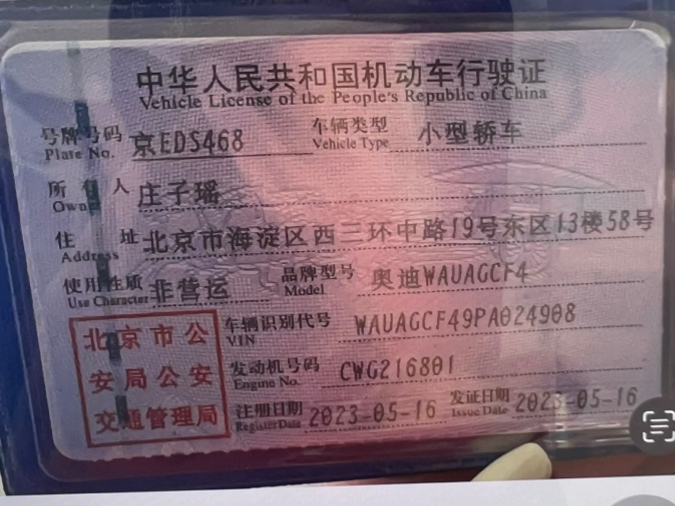 中华人民共和国机动车行驶证
Vehicle License of the People's Republic of China
号牌号码 京EDS468 车辆类型 小型轿车
Plate No. Vehicle Type
所有人 庄子瑶
Owner
住址 北京市海淀区西三环中路19号东区13楼58号
Address
使用性质 非营运 品牌型号 奥迪WAUAGCF4
Use Character Model
北京市公安局公安交通管理局
车辆识别代号 WAUAGCF49PA024908
VIN
发动机号码 CWG216801
Engine No.
注册日期 2023-05-16 发证日期 2023-05-16
Register Date Issue Date